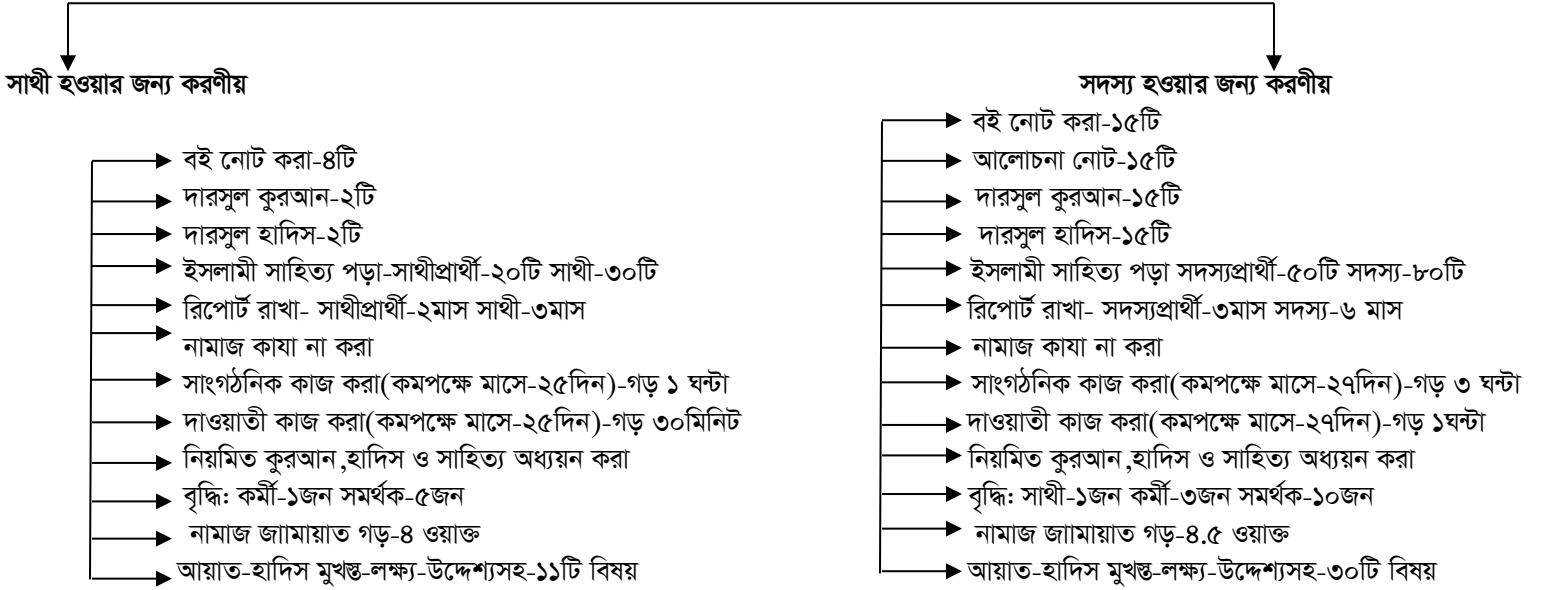 সাথী হওয়ার জন্য করণীয়
বই নোট করা-৪টি
দারসুল কুরআন-২টি
দারসুল হাদিস-২টি
ইসলামী সাহিত্য পড়া-সাথীপ্রার্থী-২০টি সাথী-৩০টি
রিপোর্ট রাখা- সাথীপ্রার্থী-২মাস সাথী-৩মাস
নামাজ কাযা না করা
সাংগঠনিক কাজ করা(কমপক্ষে মাসে-২৫দিন)-গড় ১ ঘন্টা
দাওয়াতী কাজ করা(কমপক্ষে মাসে-২৫দিন)-গড় ৩০মিনিট
নিয়মিত কুরআন,হাদিস ও সাহিত্য অধ্যয়ন করা
বৃদ্ধি: কর্মী-১জন সমর্থক-৫জন
নামাজ জাামায়াত গড়-৪ ওয়াক্ত
আয়াত-হাদিস মুখস্ত-লক্ষ্য-উদ্দেশ্যসহ-১১টি বিষয়
সদস্য হওয়ার জন্য করণীয়
বই নোট করা-১৫টি
আলোচনা নোট-১৫টি
দারসুল কুরআন-১৫টি
দারসুল হাদিস-১৫টি
ইসলামী সাহিত্য পড়া সদস্যপ্রার্থী-৫০টি সদস্য-৮০টি
রিপোর্ট রাখা- সদস্যপ্রার্থী-৩মাস সদস্য-৬ মাস
নামাজ কাযা না করা
সাংগঠনিক কাজ করা(কমপক্ষে মাসে-২৭দিন)-গড় ৩ ঘন্টা
দাওয়াতী কাজ করা(কমপক্ষে মাসে-২৭দিন)-গড় ১ঘন্টা
নিয়মিত কুরআন,হাদিস ও সাহিত্য অধ্যয়ন করা
বৃদ্ধি: সাথী-১জন কর্মী-৩জন সমর্থক-১০জন
নামাজ জাামায়াত গড়-৪.৫ ওয়াক্ত
আয়াত-হাদিস মুখস্ত-লক্ষ্য-উদ্দেশ্যসহ-৩০টি বিষয়